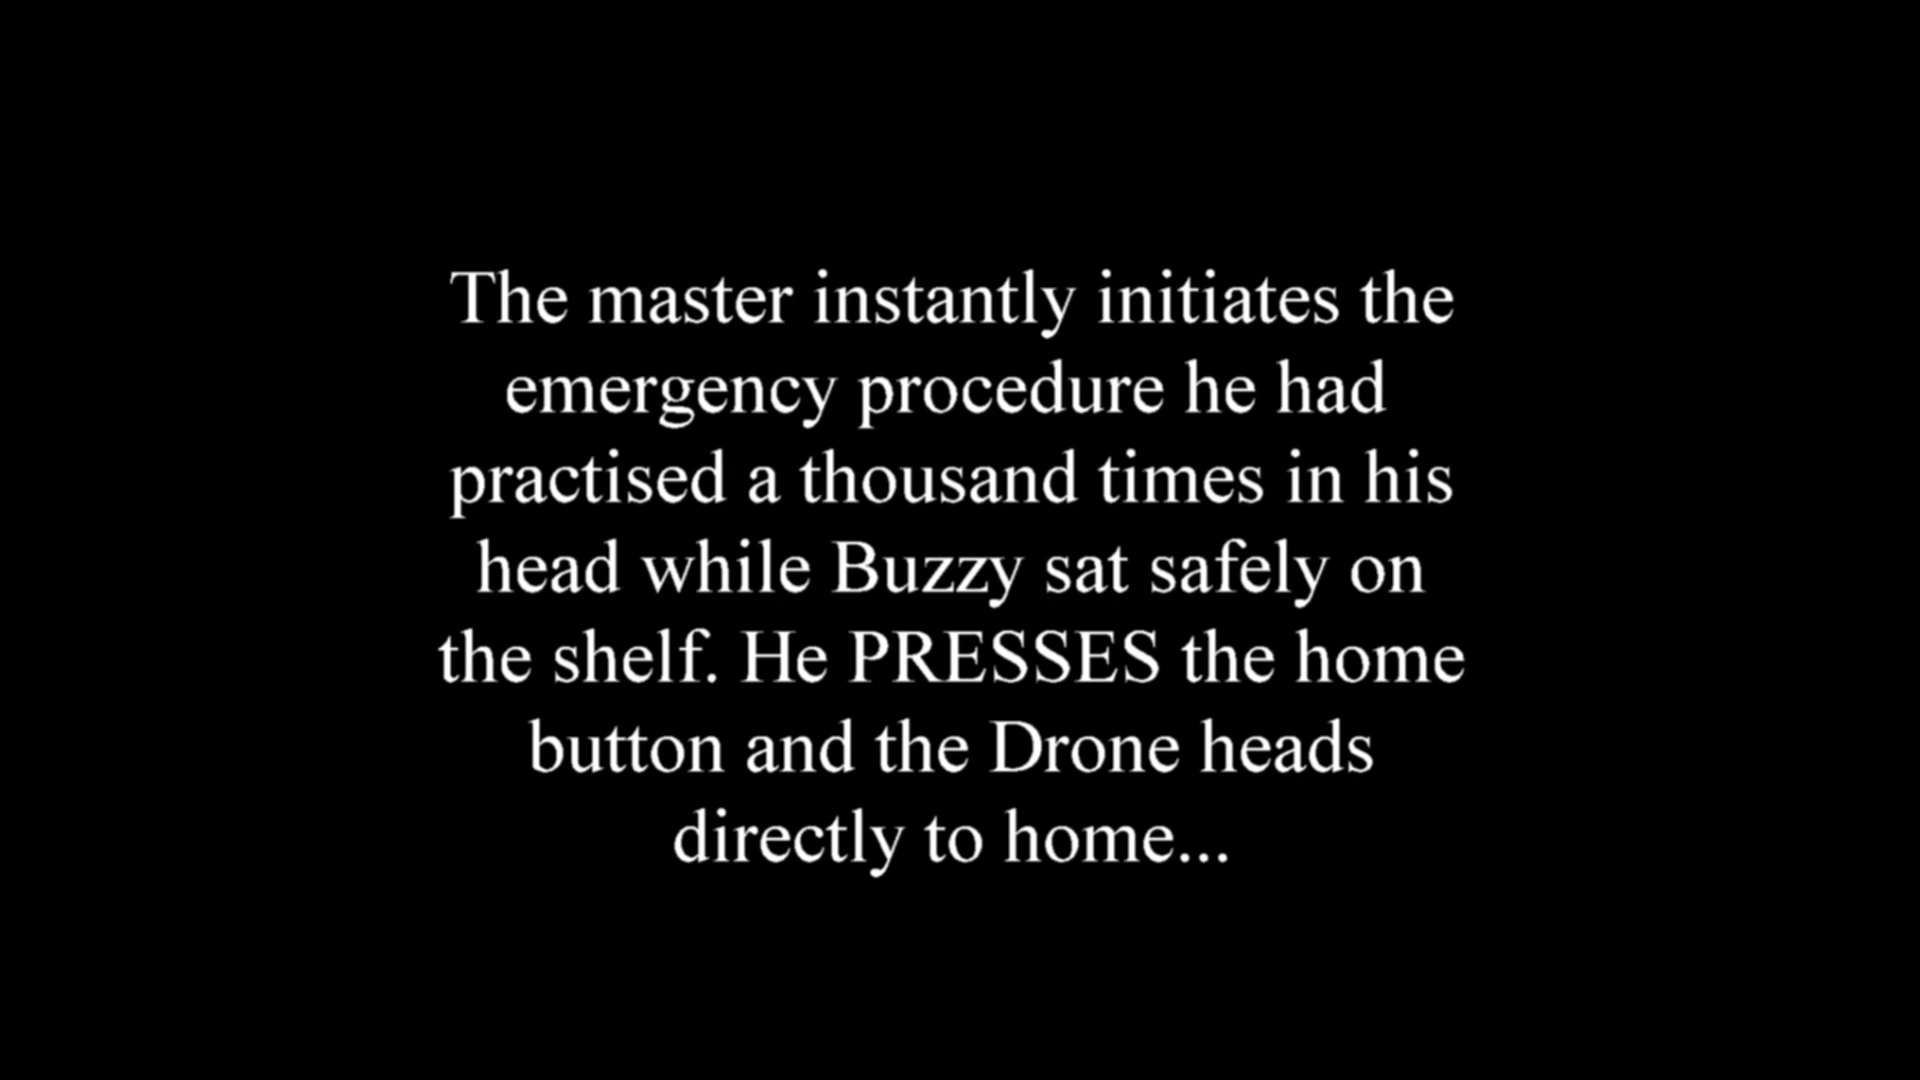 The master instantly initiates the
emergency procedure he had
practised a thousand times in his
head while Buzzy sat safely on
the shelf. He PRESSES the home
button and the Drone heads
directly to home...